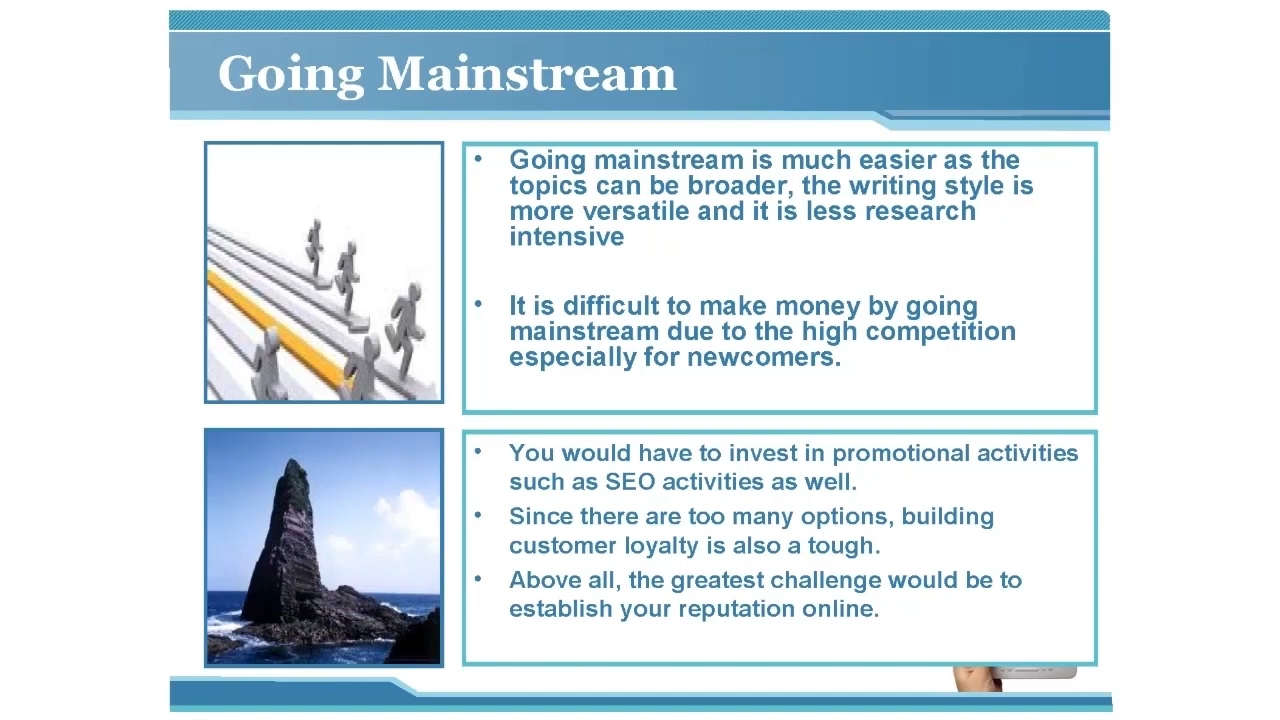 Going Mainstream
• Going mainstream is much easier as the
topics can be broader, the writing style is
more versatile and it is less research
intensive
• It is difficult to make money by going
mainstream due to the high competition
especially for newcomers.
• You would have to invest in promotional activities
such as SEO activities as well.
• Since there are too many options, building
customer loyalty is also a tough.
• Above all, the greatest challenge would be to
establish your reputation online.